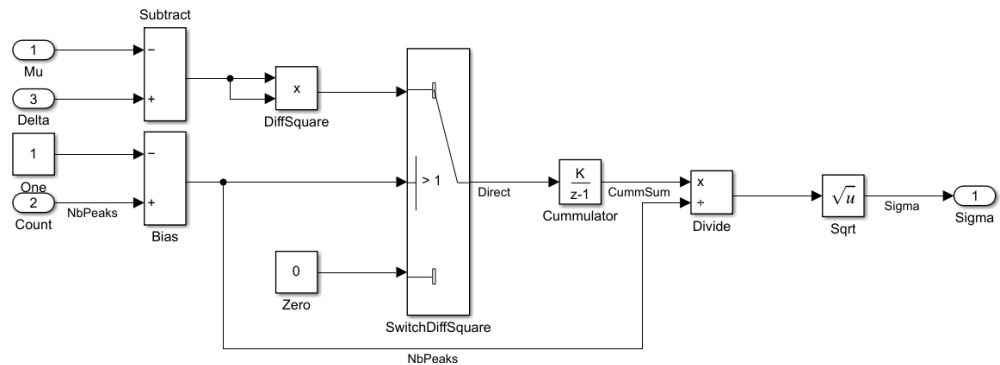 Subtract
1
−
Mu
3
+
Delta
x
DiffSquare
1
−
One
2
+
NbPeaks
Count
Bias
> 1
Direct
0
Zero
SwitchDiffSquare
K
z-1
Cummulator
CummSum
x
÷
Divide
√u
Sqrt
Sigma
1
Sigma
NbPeaks